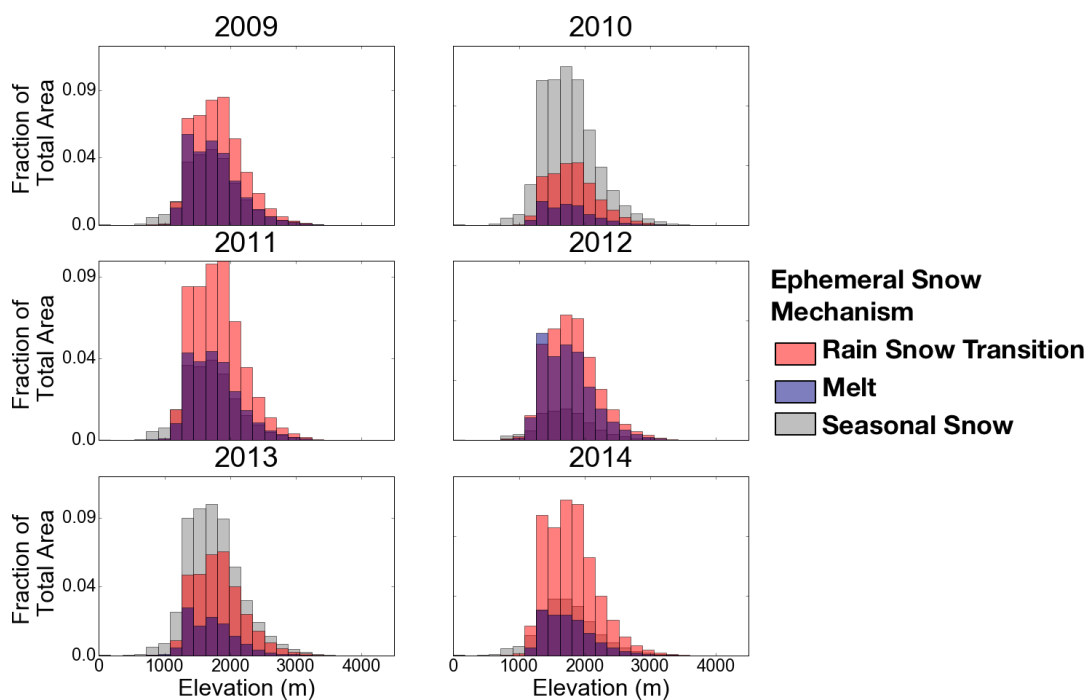 2009
2010
Fraction of
Total Area
0.09
0.04
0.0
2011
2012
Fraction of
Total Area
0.09
0.04
0.0
Ephemeral Snow
Mechanism
Rain Snow Transition
Melt
Seasonal Snow
2013
2014
Fraction of
Total Area
0.09
0.04
0 1000 2000 3000 4000
0 1000 2000 3000 4000
Elevation (m)
Elevation (m)